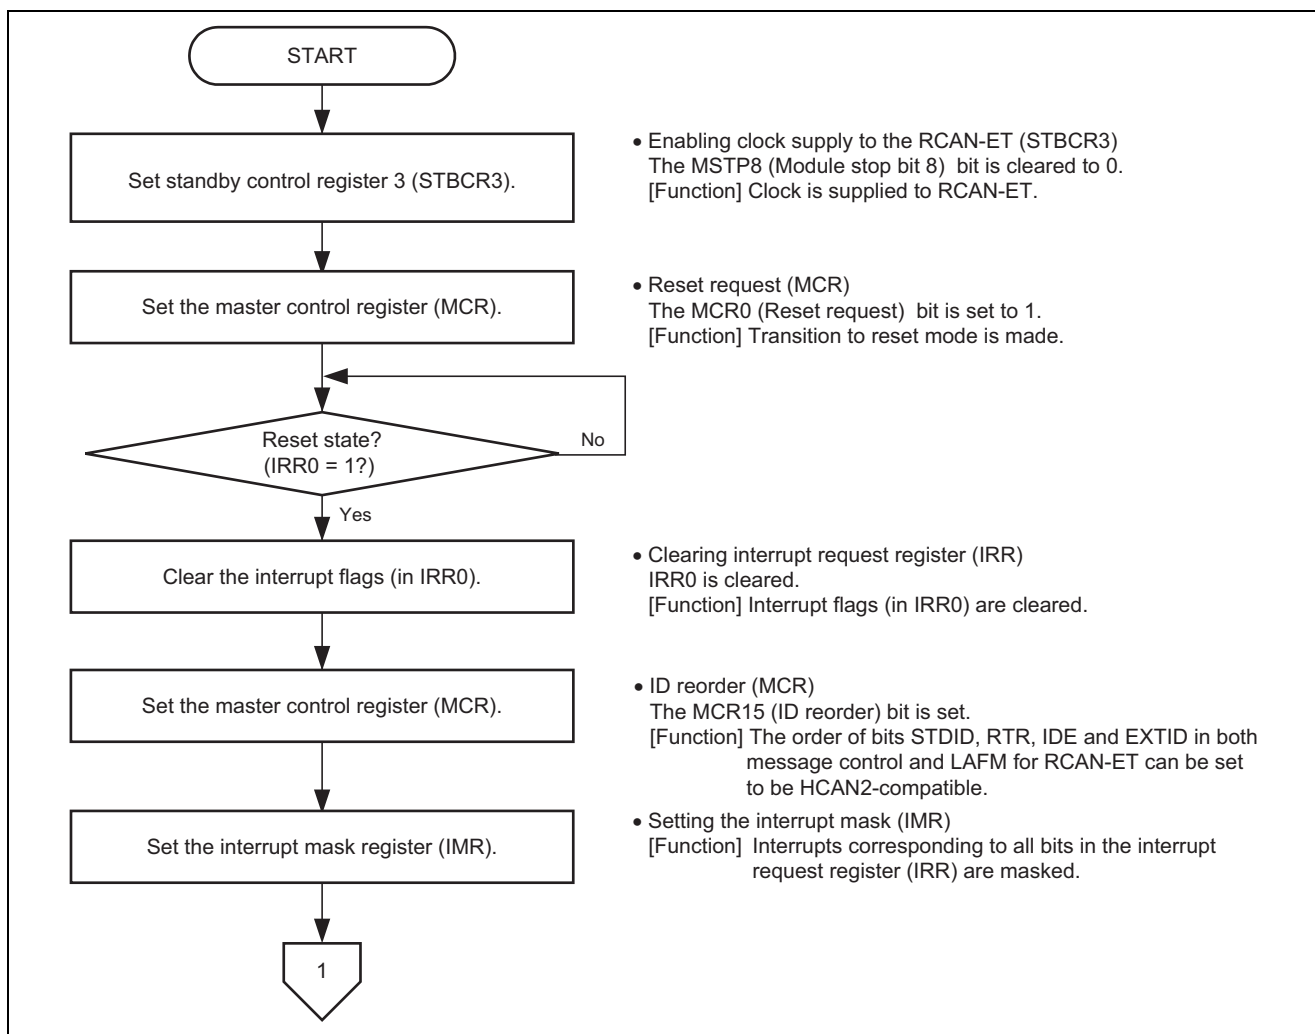 START
Set standby control register 3 (STBCR3).
• Enabling clock supply to the RCAN-ET (STBCR3)
The MSTP8 (Module stop bit 8) bit is cleared to 0.
[Function] Clock is supplied to RCAN-ET.
Set the master control register (MCR).
• Reset request (MCR)
The MCR0 (Reset request) bit is set to 1.
[Function] Transition to reset mode is made.
Reset state?
(IRR0 = 1?)
No
Yes
Clear the interrupt flags (in IRR0).
• Clearing interrupt request register (IRR)
IRR0 is cleared.
[Function] Interrupt flags (in IRR0) are cleared.
Set the master control register (MCR).
• ID reorder (MCR)
The MCR15 (ID reorder) bit is set.
[Function] The order of bits STDID, RTR, IDE and EXTID in both
message control and LAFM for RCAN-ET can be set
to be HCAN2-compatible.
Set the interrupt mask register (IMR).
• Setting the interrupt mask (IMR)
[Function] Interrupts corresponding to all bits in the interrupt
request register (IRR) are masked.
1